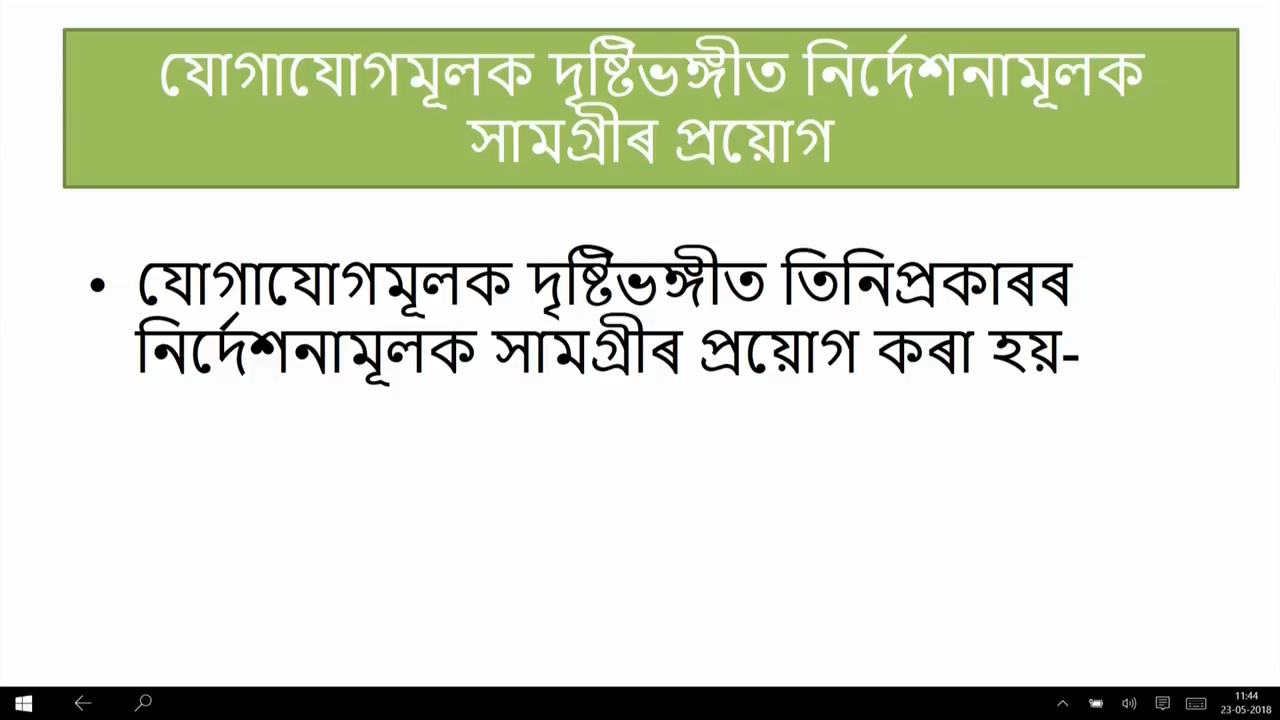 যোগাযোগমূলক দৃষ্টিভঙ্গীত নিৰ্দেশনামূলক
সামগ্ৰীৰ প্ৰয়োগ
• যোগাযোগমূলক দৃষ্টিভঙ্গীত তিনিপ্ৰকাৰৰ
নিৰ্দেশনামূলক সামগ্ৰীৰ প্ৰয়োগ কৰা হয়-
11:44
23-05-2018